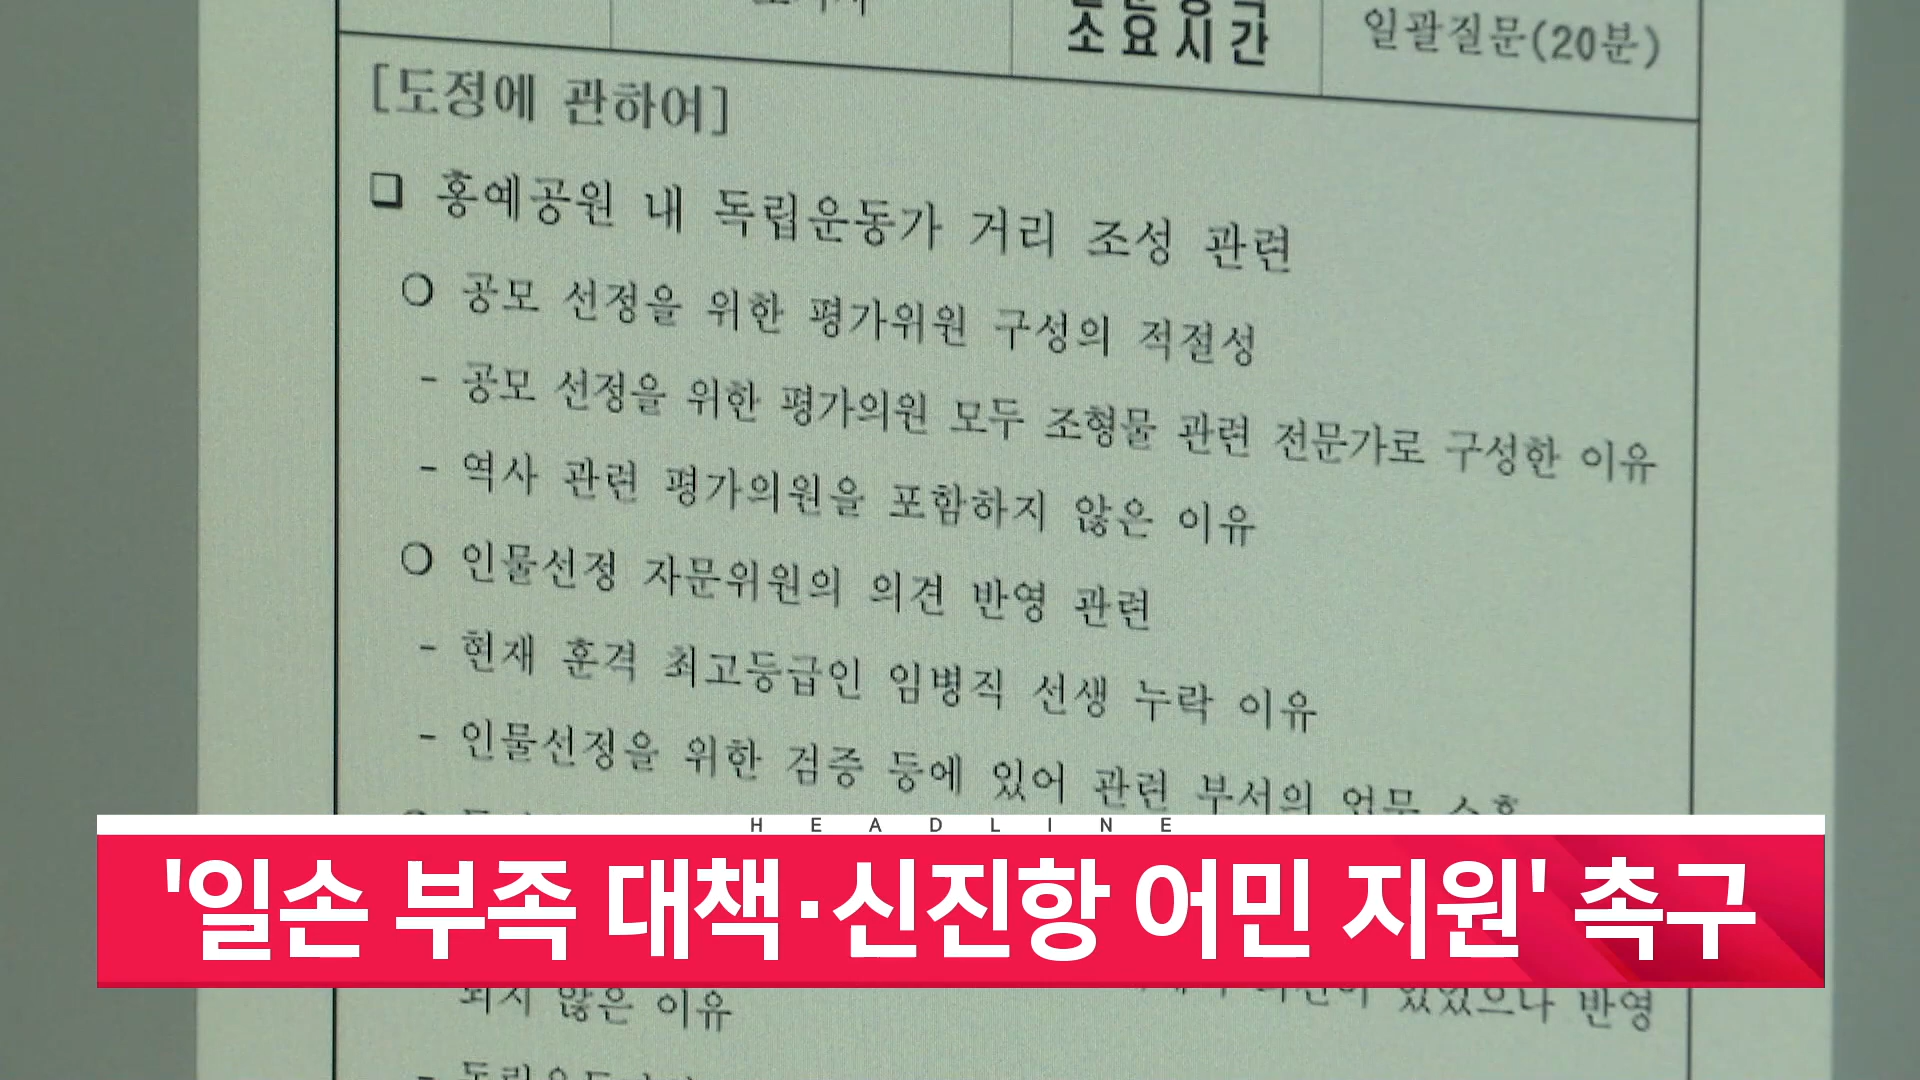 소요시간
일괄질문(20분)
[도정에 관하여]
❏ 홍예공원 내 독립운동가 거리 조성 관련
○ 공모 선정을 위한 평가위원 구성의 적절성
- 공모 선정을 위한 평가의원 모두 조형물 관련 전문가로 구성한 이유
- 역사 관련 평가의원을 포함하지 않은 이유
○ 인물선정 자문위원의 의견 반영 관련
- 현재 훈격 최고등급인 임병직 선생 누락 이유
- 인물선정을 위한 검증 등에 있어 관련 부서의 업무
HEADLINE
'일손 부족 대책·신진항 어민 지원' 촉구
있었으나 반영
되지 않은 이유